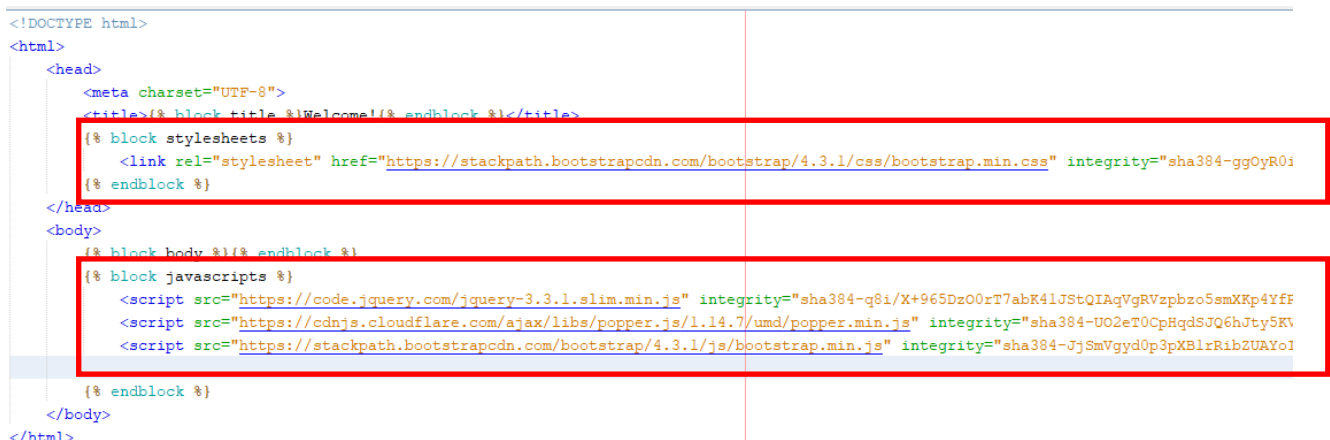 <!DOCTYPE html>
<html>
<head>
<meta charset="UTF-8">
<title>{% block title %}Welcome!{% endblock %}</title>
{% block stylesheets %}
<link rel="stylesheet" href="https://stackpath.bootstrapcdn.com/bootstrap/4.3.1/css/bootstrap.min.css" integrity="sha384-ggOyR0i
{% endblock %}
</head>
<body>
{% block body %}{% endblock %}
{% block javascripts %}
<script src="https://code.jquery.com/jquery-3.3.1.slim.min.js" integrity="sha384-q8i/X+965DzO0rT7abK41JStQIAqVgRVzpbzo5smXKp4YfR
<script src="https://cdnjs.cloudflare.com/ajax/libs/popper.js/1.14.7/umd/popper.min.js" integrity="sha384-UO2eT0CpHqdSJQ6hJty5KV
<script src="https://stackpath.bootstrapcdn.com/bootstrap/4.3.1/js/bootstrap.min.js" integrity="sha384-JjSmVgyd0p3pXB1rRibZUAYoI
{% endblock %}
</body>
</html>